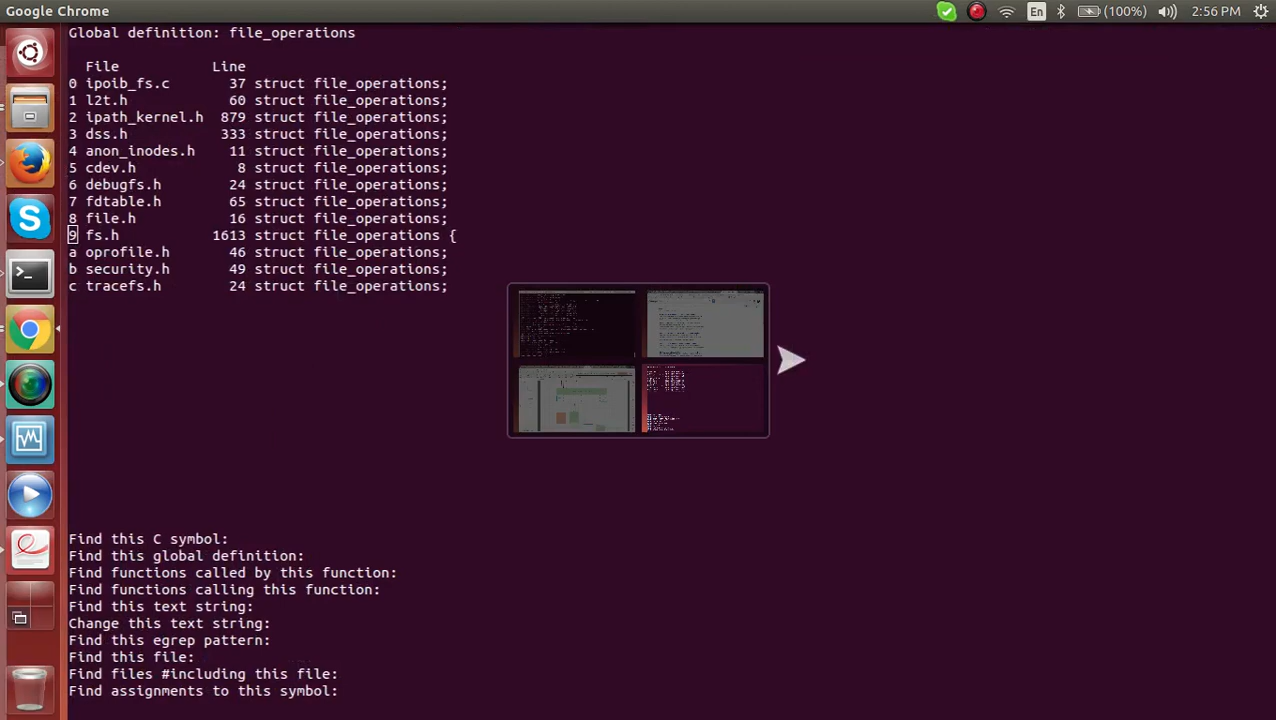 Google Chrome
En
(100%)
2:56 PM
Global definition: file_operations
File Line
0 ipoib_fs.c 37 struct file_operations;
1 l2t.h 60 struct file_operations;
2 ipath_kernel.h 879 struct file_operations;
3 dss.h 333 struct file_operations;
4 anon_inodes.h 11 struct file_operations;
5 cdev.h 8 struct file_operations;
6 debugfs.h 24 struct file_operations;
7 fdtable.h 65 struct file_operations;
8 file.h 16 struct file_operations;
9 fs.h 1613 struct file_operations {
a oprofile.h 46 struct file_operations;
b security.h 49 struct file_operations;
c tracefs.h 24 struct file_operations;
Find this C symbol:
Find this global definition:
Find functions called by this function:
Find functions calling this function:
Find this text string:
Change this text string:
Find this egrep pattern:
Find this file:
Find files #including this file:
Find assignments to this symbol: